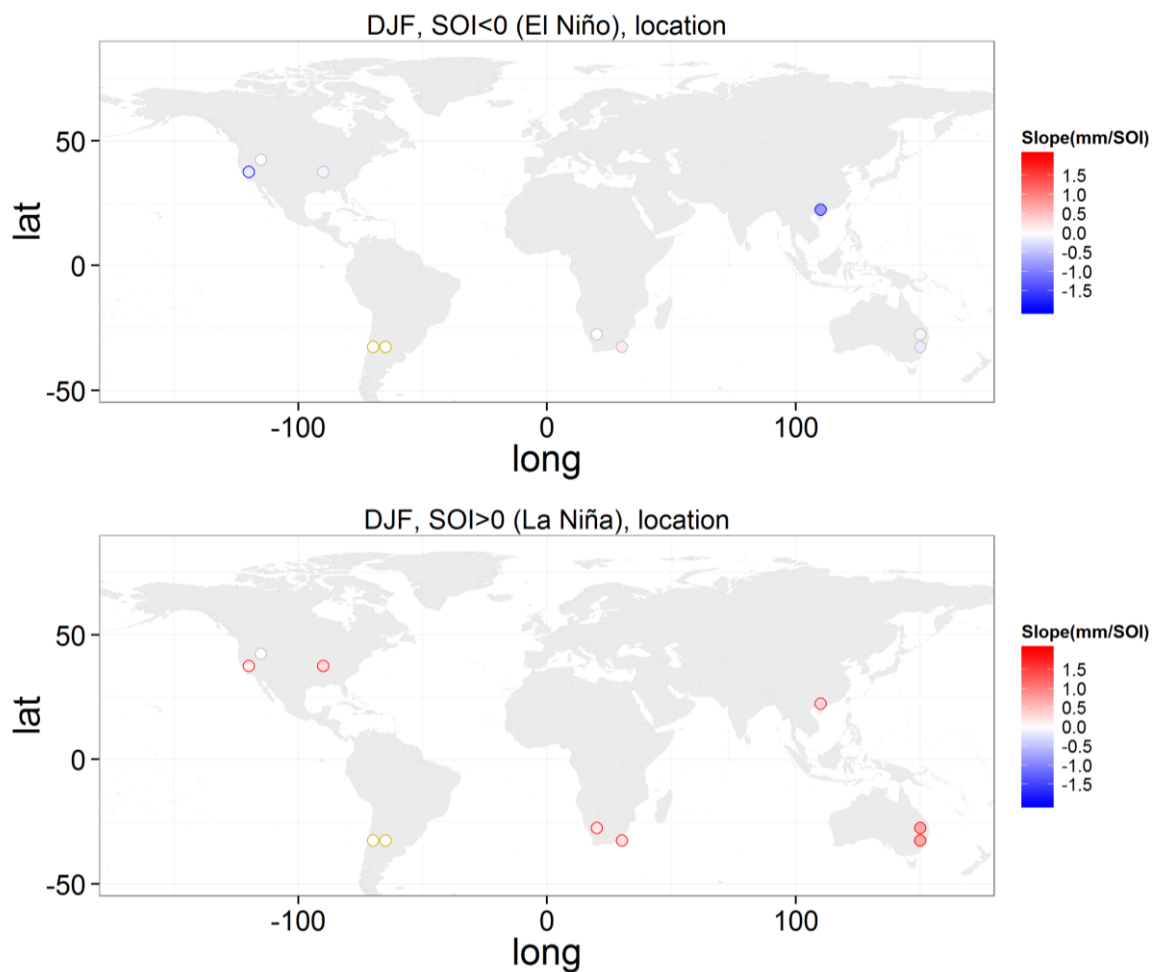 DJF, SOI<0 (El Niño), location
50
0
-50
lat
-100 0 100
long
Slope(mm/SOI)
1.5
1.0
0.5
0.0
-0.5
-1.0
-1.5
DJF, SOI>0 (La Niña), location
50
0
-50
lat
-100 0 100
long
Slope(mm/SOI)
1.5
1.0
0.5
0.0
-0.5
-1.0
-1.5